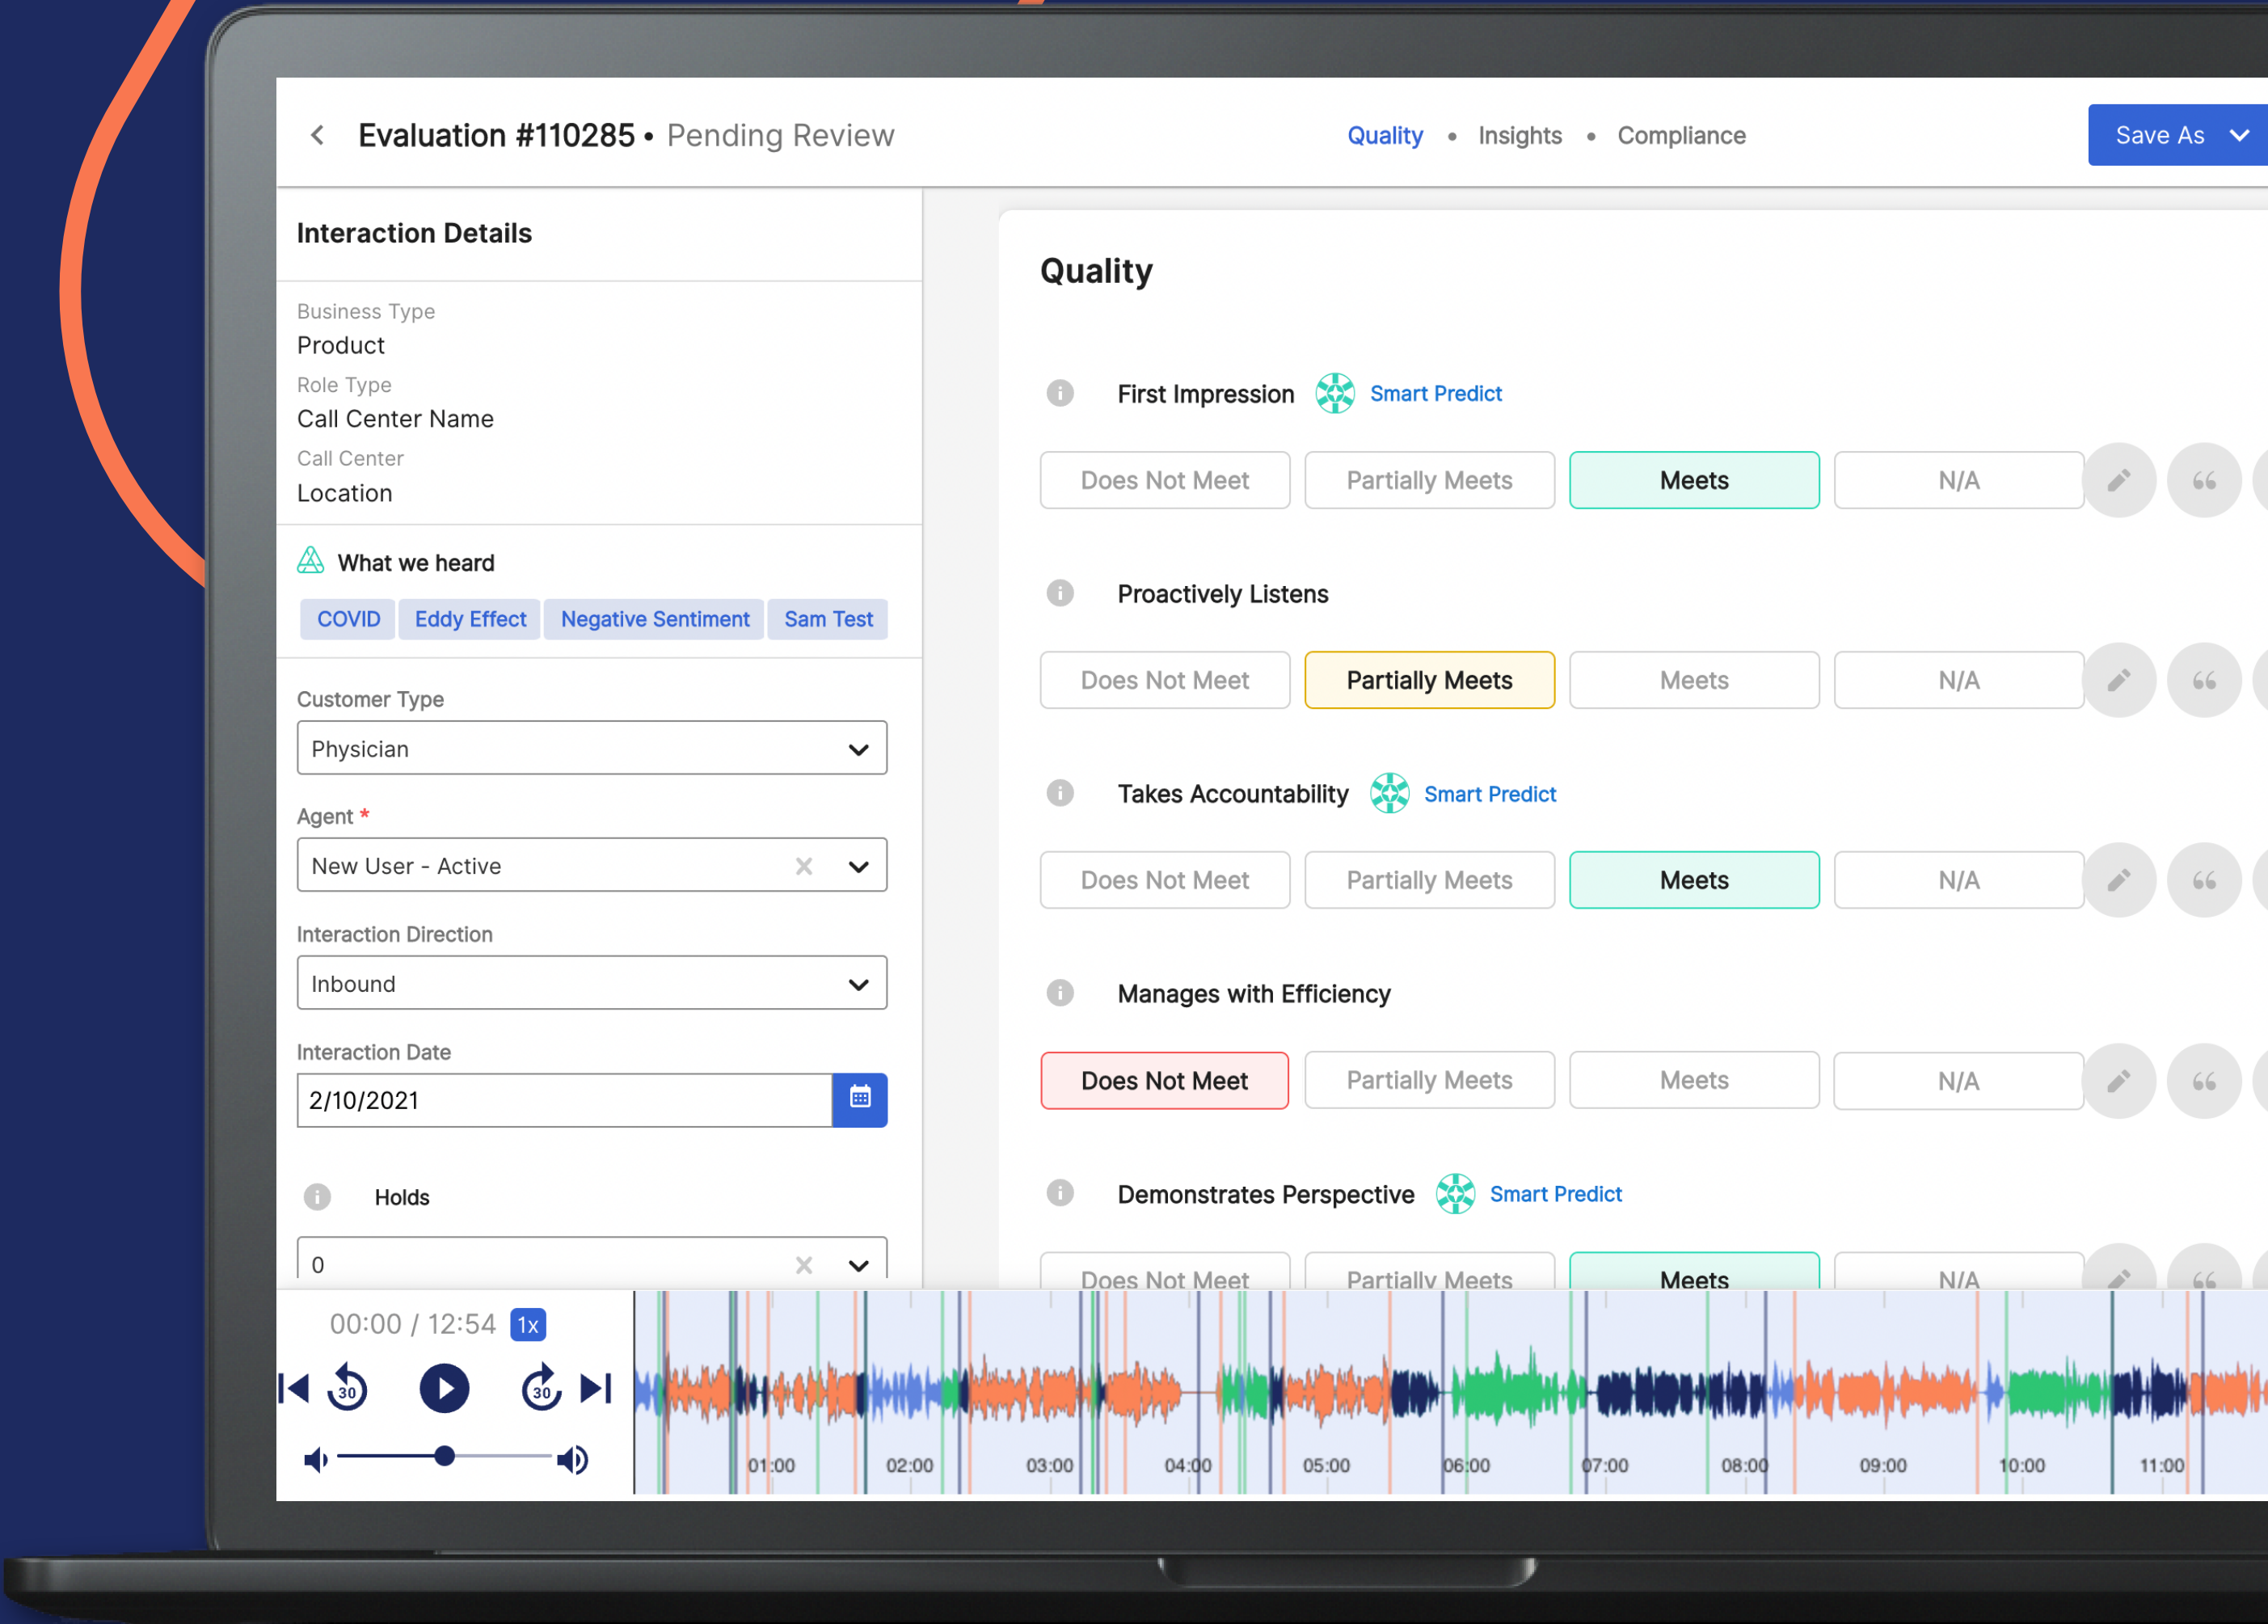 Evaluation #110285 • Pending Review
Quality • Insights • Compliance
Save As
Interaction Details
Business Type
Product
Role Type
Call Center Name
Call Center
Location
What we heard
COVID Eddy Effect Negative Sentiment Sam Test
Customer Type
Physician
Agent *
New User - Active
Interaction Direction
Inbound
Interaction Date
2/10/2021
Holds
0
Quality
First Impression Smart Predict
Does Not Meet Partially Meets Meets N/A
Proactively Listens
Does Not Meet Partially Meets Meets N/A
Takes Accountability Smart Predict
Does Not Meet Partially Meets Meets N/A
Manages with Efficiency
Does Not Meet Partially Meets Meets N/A
Demonstrates Perspective Smart Predict
Does Not Meet Partially Meets Meets N/A
00:00 / 12:54 1x
30 30
01:00 02:00 03:00 04:00 05:00 06:00 07:00 08:00 09:00 10:00 11:00